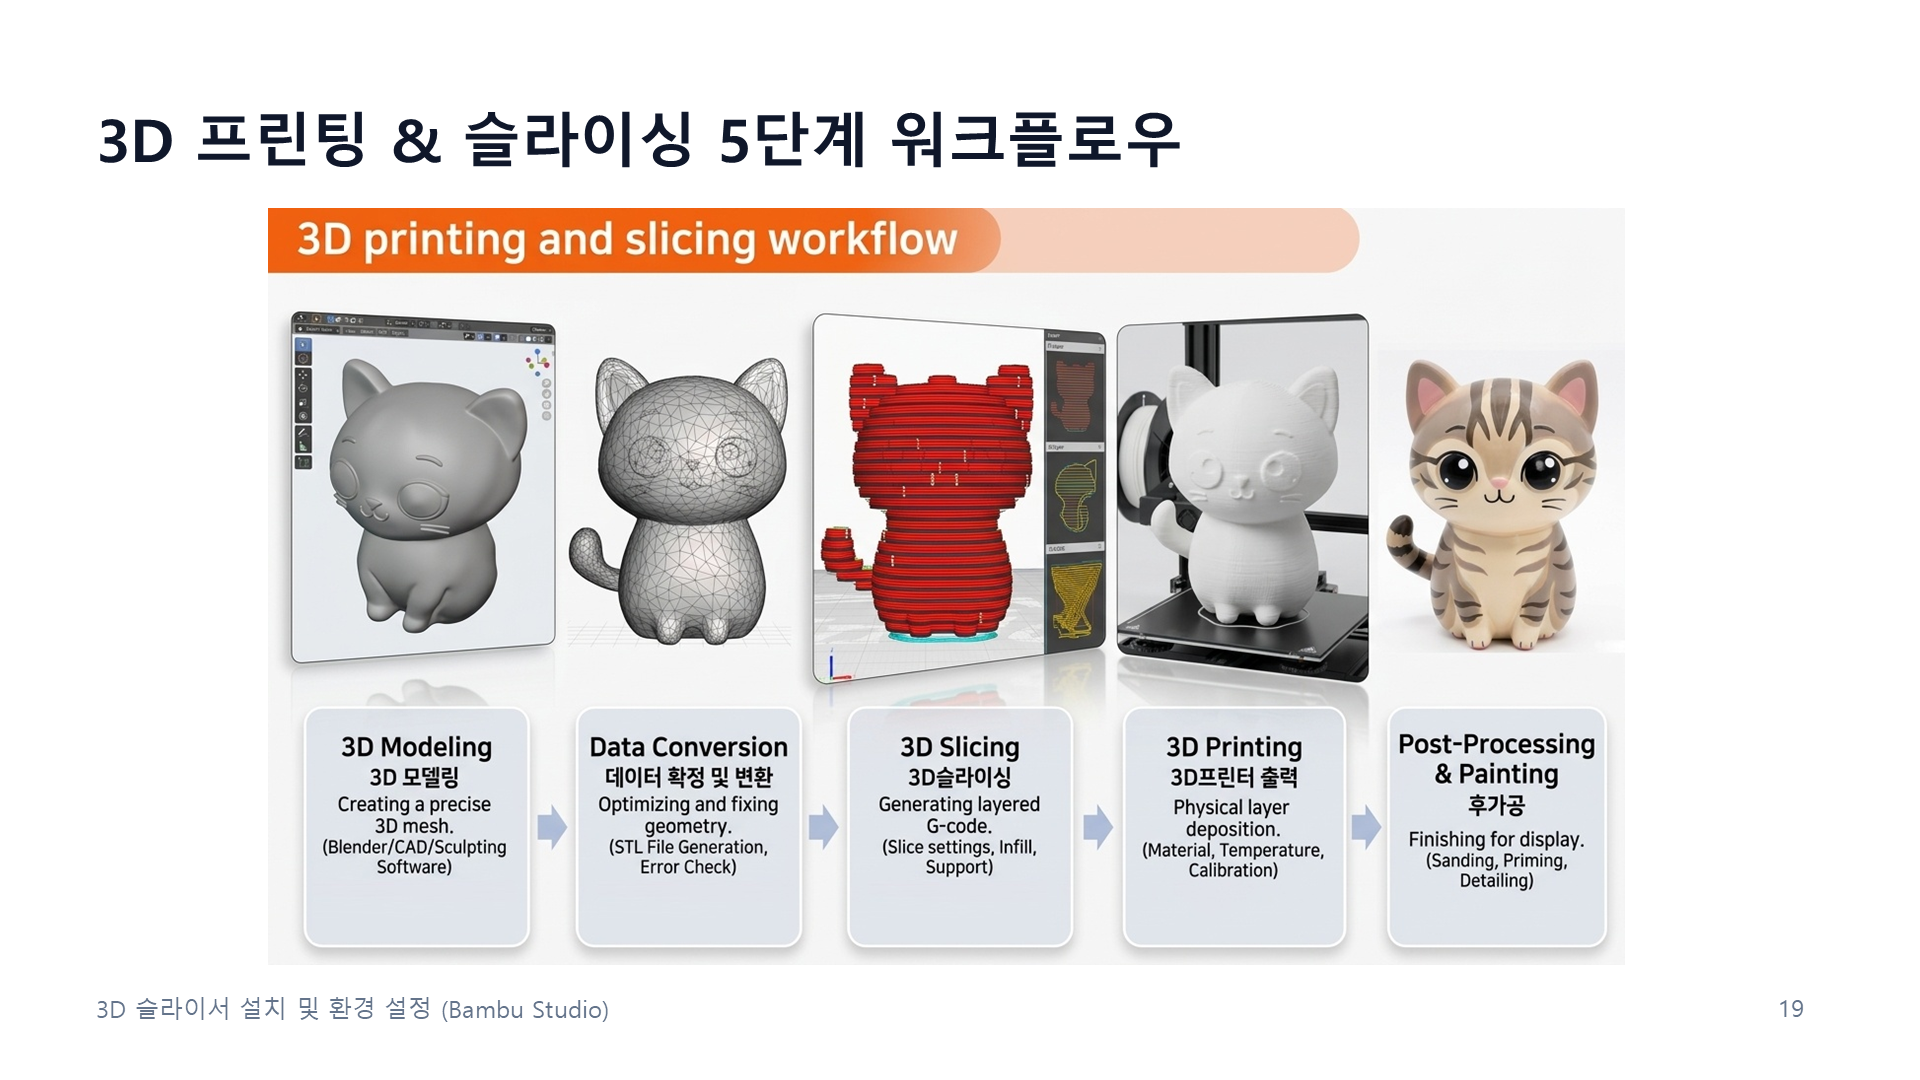 3D 프린팅 & 슬라이싱 5단계 워크플로우
3D printing and slicing workflow
3D Modeling
3D 모델링
Creating a precise
3D mesh.
(Blender/CAD/Sculpting
Software)
Data Conversion
데이터 확정 및 변환
Optimizing and fixing
geometry.
(STL File Generation,
Error Check)
3D Slicing
3D슬라이싱
Generating layered
G-code.
(Slice settings, Infill,
Support)
3D Printing
3D프린터 출력
Physical layer
deposition.
(Material, Temperature,
Calibration)
Post-Processing
& Painting
후가공
Finishing for display.
(Sanding, Priming,
Detailing)
3D 슬라이서 설치 및 환경 설정 (Bambu Studio)
19